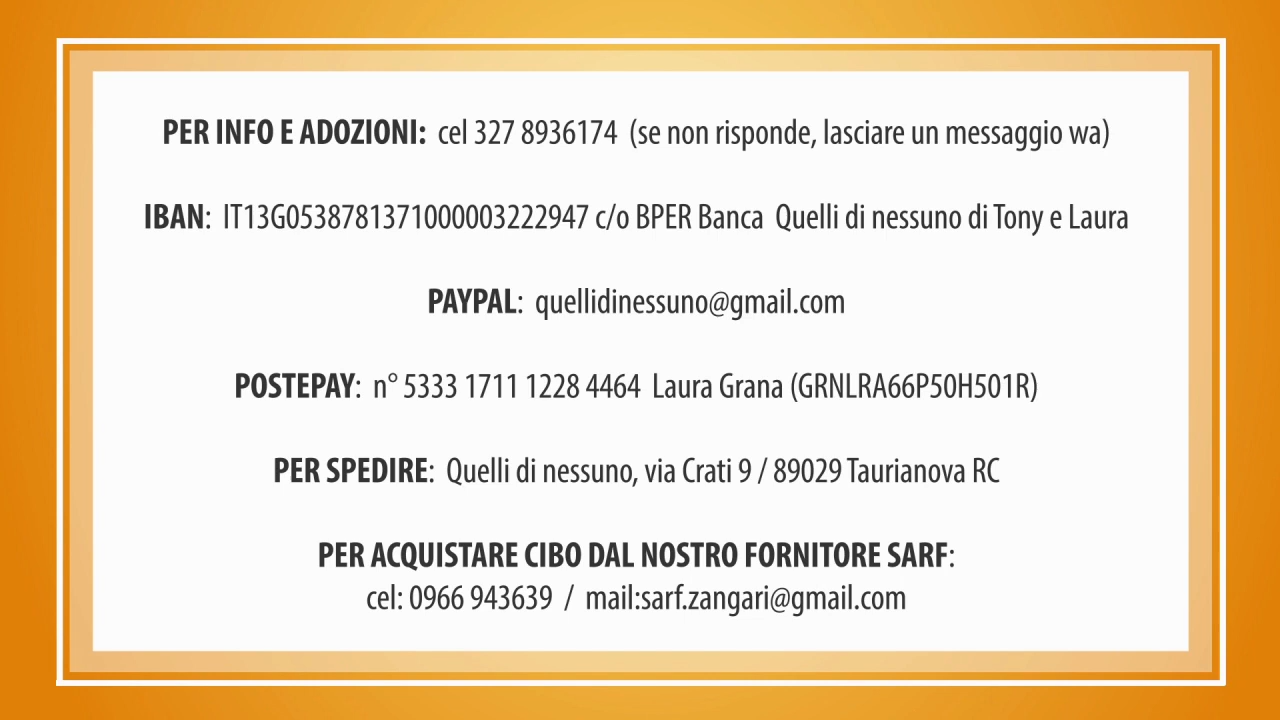 PER INFO E ADOZIONI: cel 327 8936174 (se non risponde, lasciare un messaggio wa)
IBAN: IT13G0538781371000003222947 c/o BPER Banca Quelli di nessuno di Tony e Laura
PAYPAL: quellidinessuno@gmail.com
POSTEPAY: n° 5333 1711 1228 4464 Laura Grana (GRNLRA66P50H501R)
PER SPEDIRE: Quelli di nessuno, via Crati 9 / 89029 Taurianova RC
PER ACQUISTARE CIBO DAL NOSTRO FORNITORE SARF:
cel: 0966 943639 / mail:sarf.zangari@gmail.com